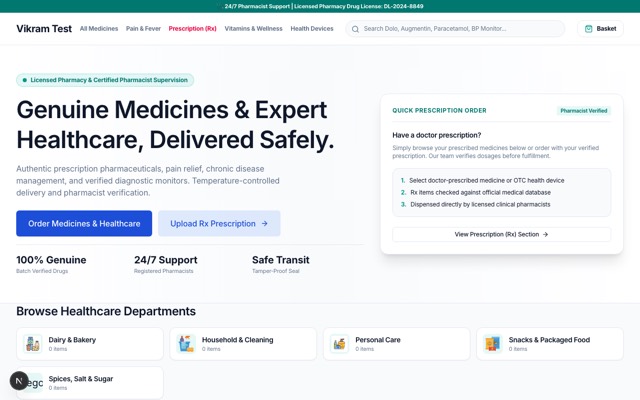 24/7 Pharmacist Support | Licensed Pharmacy Drug License: DL-2024-8849
Vikram Test
All Medicines
Pain & Fever
Prescription (Rx)
Vitamins & Wellness
Health Devices
Search Dolo, Augmentin, Paracetamol, BP Monitor...
Basket
Licensed Pharmacy & Certified Pharmacist Supervision
Genuine Medicines & Expert
Healthcare, Delivered Safely.
Authentic prescription pharmaceuticals, pain relief, chronic disease
management, and verified diagnostic monitors. Temperature-controlled
delivery and pharmacist verification.
Order Medicines & Healthcare
Upload Rx Prescription →
100% Genuine
Batch Verified Drugs
24/7 Support
Registered Pharmacists
Safe Transit
Tamper-Proof Seal
QUICK PRESCRIPTION ORDER
Pharmacist Verified
Have a doctor prescription?
Simply browse your prescribed medicines below or order with your verified
prescription. Our team verifies dosages before fulfillment.
1. Select doctor-prescribed medicine or OTC health device
2. Rx items checked against official medical database
3. Dispensed directly by licensed clinical pharmacists
View Prescription (Rx) Section →
Browse Healthcare Departments
Dairy & Bakery
0 items
Household & Cleaning
0 items
Personal Care
0 items
Snacks & Packaged Food
0 items
N
Spices, Salt & Sugar
0 items